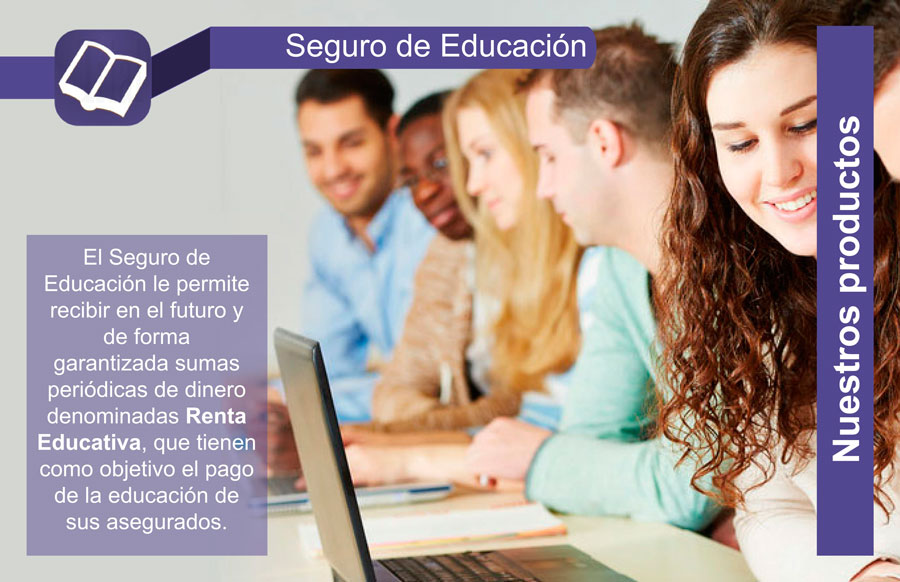 Seguro de Educación
El Seguro de
Educación le permite
recibir en el futuro y
de forma
garantizada sumas
periódicas de dinero
denominadas Renta
Educativa, que tienen
como objetivo el pago
de la educación de
sus asegurados.
Nuestros productos